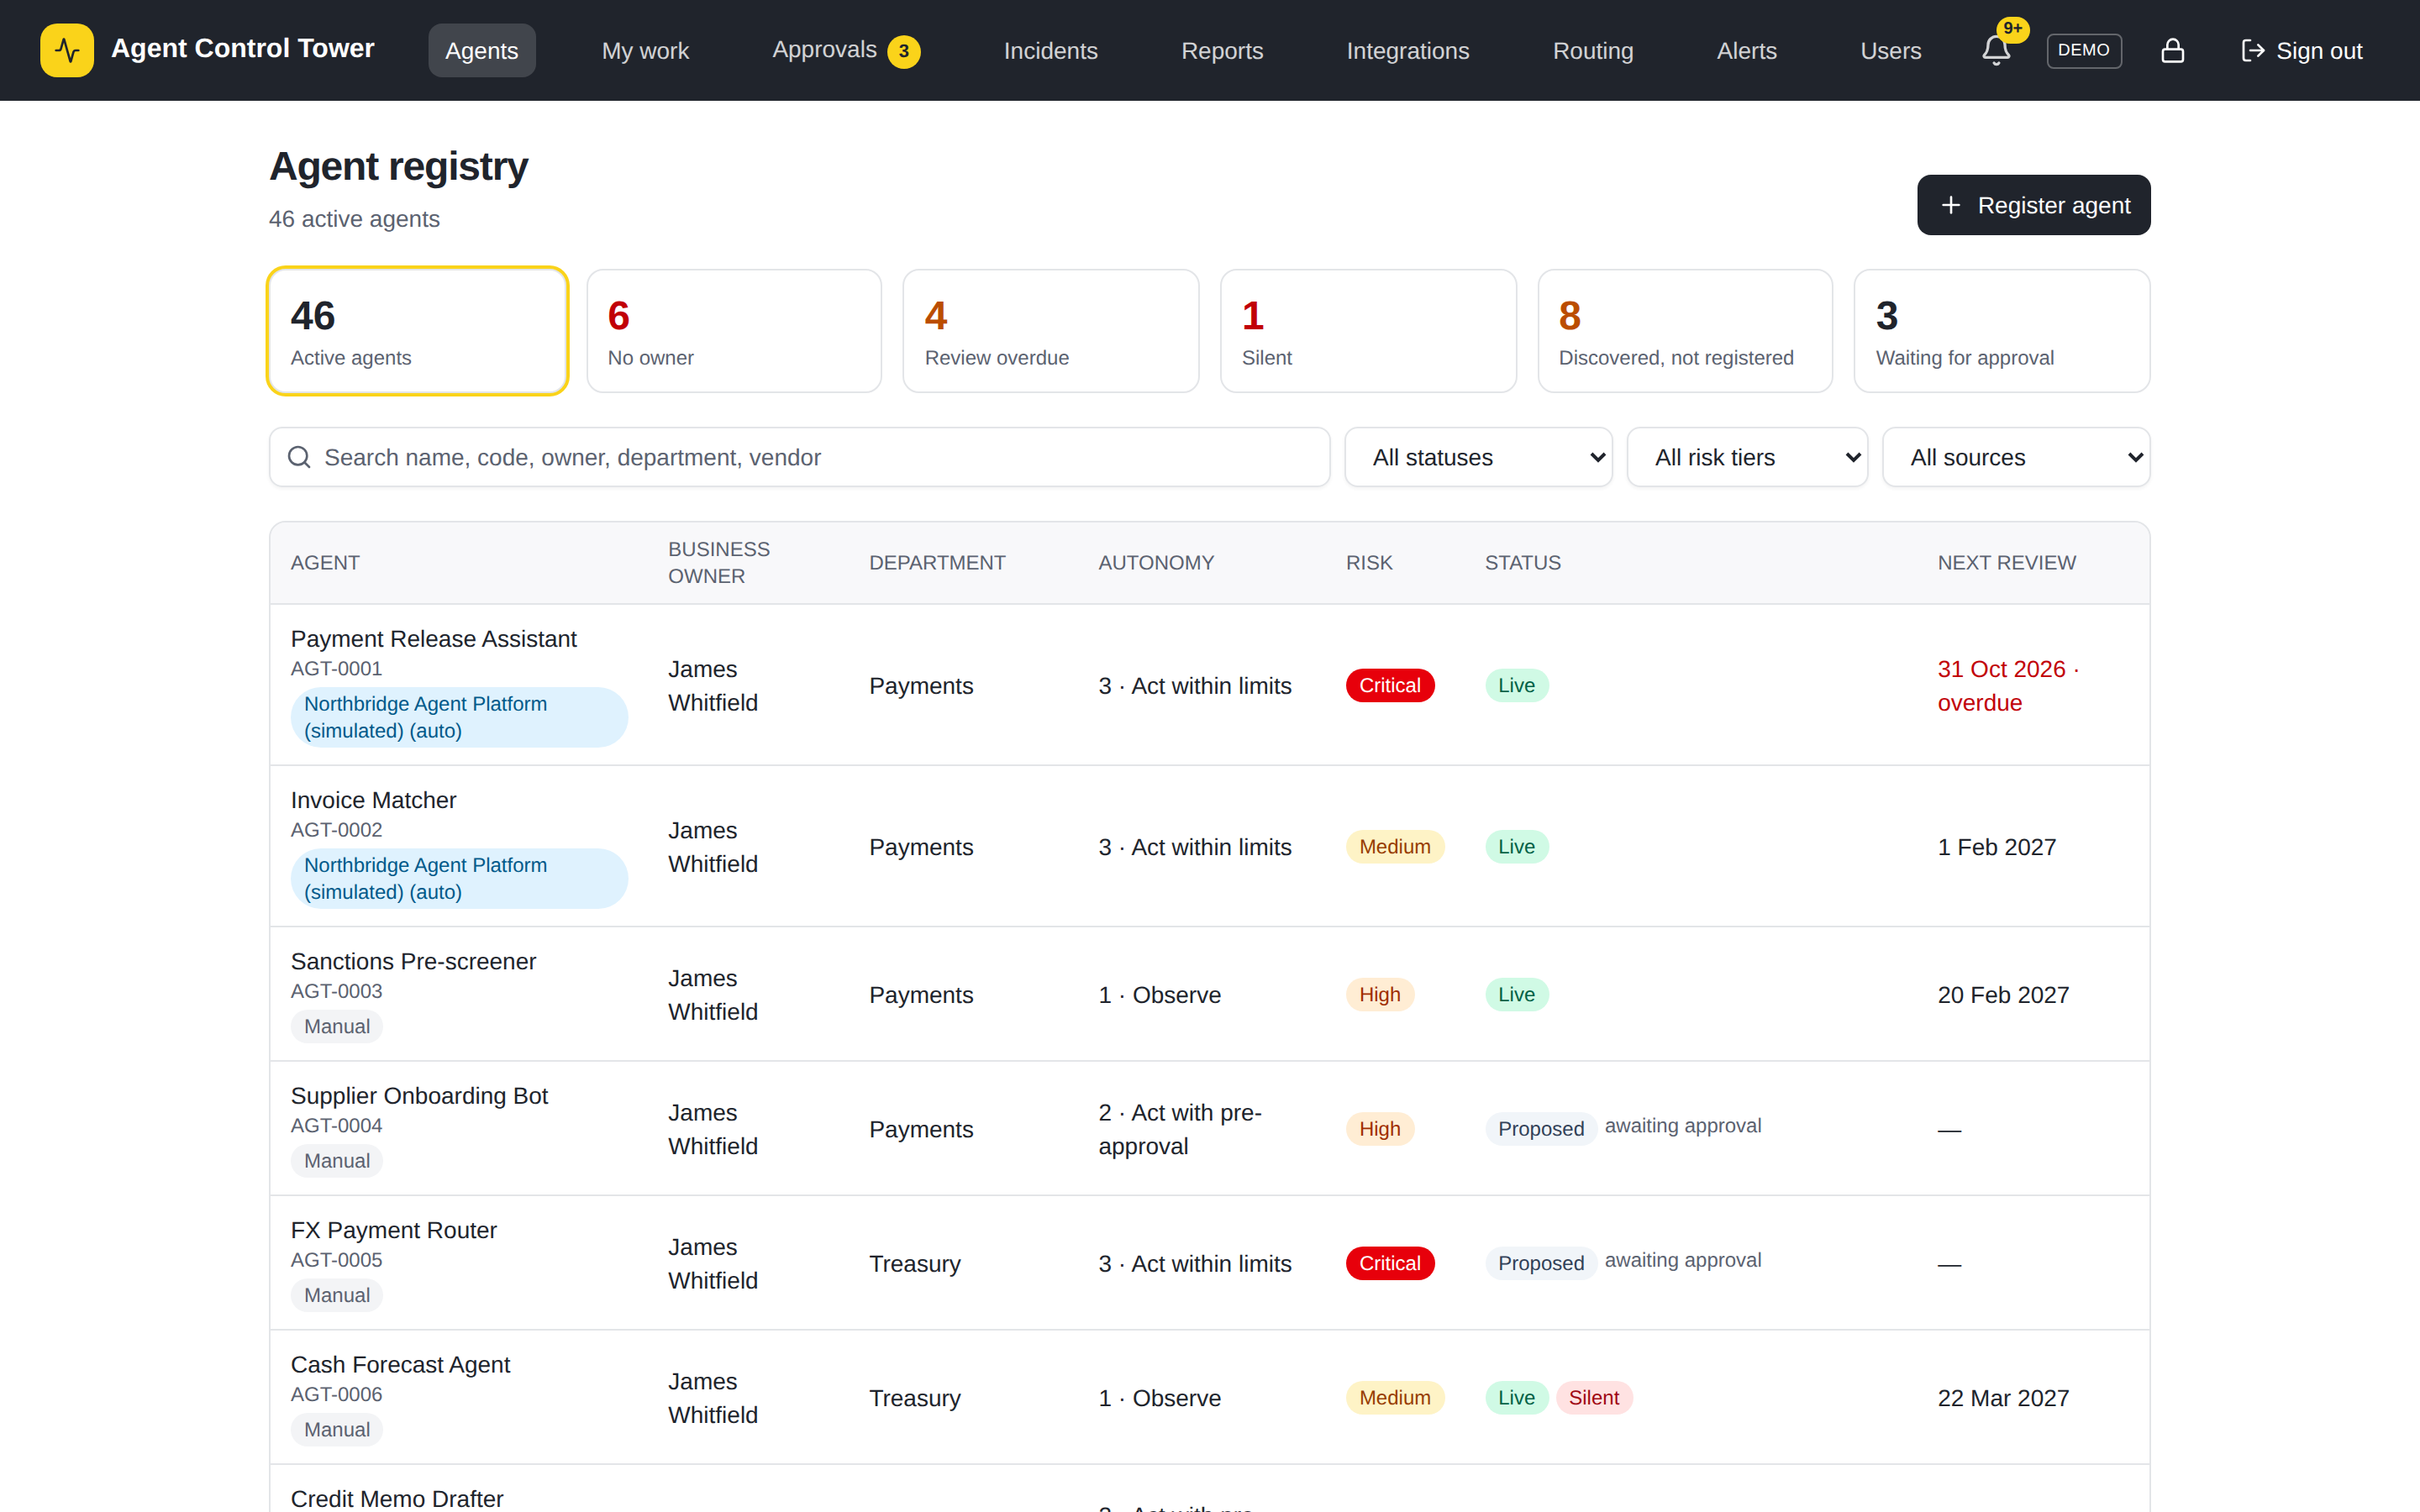 Agent Control Tower
Agents
My work
Approvals 3
Incidents
Reports
Integrations
Routing
Alerts
Users
9+
DEMO
Sign out
Agent registry
46 active agents
Register agent
46
Active agents
6
No owner
4
Review overdue
1
Silent
8
Discovered, not registered
3
Waiting for approval
Search name, code, owner, department, vendor
All statuses
All risk tiers
All sources
AGENT
BUSINESS
OWNER
DEPARTMENT
AUTONOMY
RISK
STATUS
NEXT REVIEW
Payment Release Assistant
AGT-0001
Northbridge Agent Platform
(simulated) (auto)
James
Whitfield
Payments
3 · Act within limits
Critical
Live
31 Oct 2026 ·
overdue
Invoice Matcher
AGT-0002
Northbridge Agent Platform
(simulated) (auto)
James
Whitfield
Payments
3 · Act within limits
Medium
Live
1 Feb 2027
Sanctions Pre-screener
AGT-0003
Manual
James
Whitfield
Payments
1 · Observe
High
Live
20 Feb 2027
Supplier Onboarding Bot
AGT-0004
Manual
James
Whitfield
Payments
2 · Act with pre-
approval
High
Proposed awaiting approval
—
FX Payment Router
AGT-0005
Manual
James
Whitfield
Treasury
3 · Act within limits
Critical
Proposed awaiting approval
—
Cash Forecast Agent
AGT-0006
Manual
James
Whitfield
Treasury
1 · Observe
Medium
Live Silent
22 Mar 2027
Credit Memo Drafter